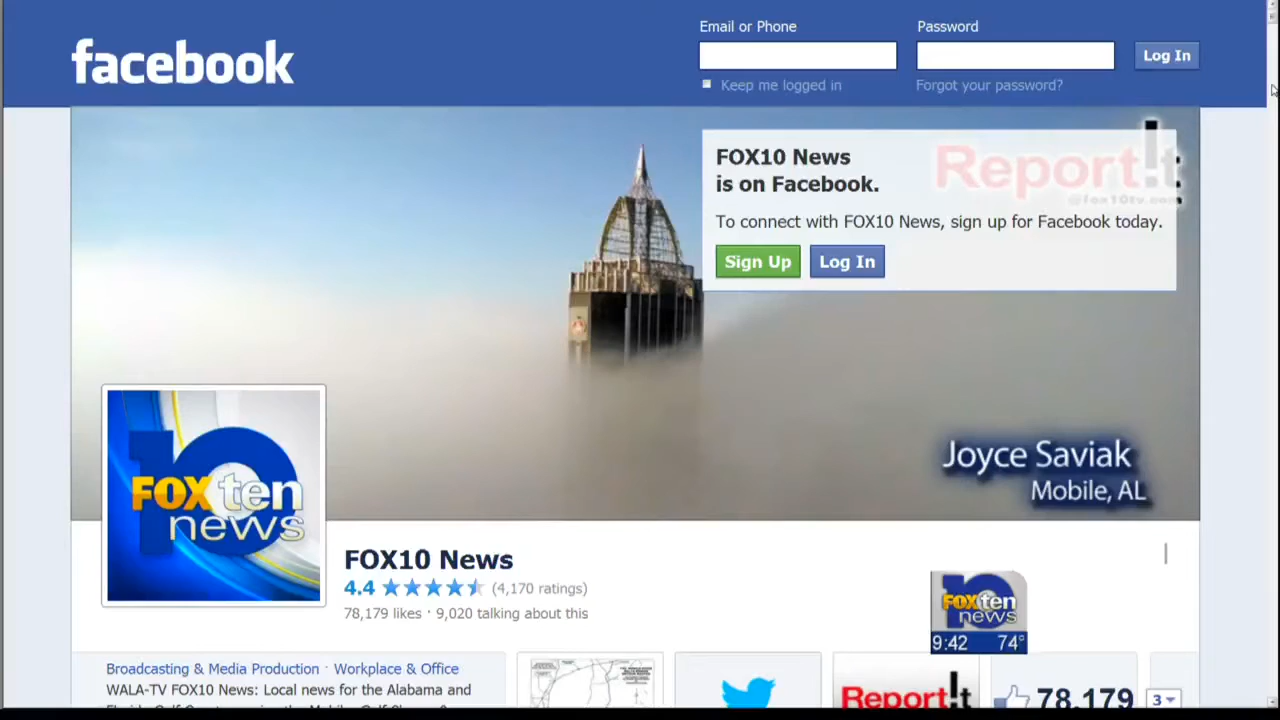 Email or Phone
Password
facebook
Log In
Keep me logged in
Forgot your password?
FOX10 News
is on Facebook.
Report!t
@fox10tv.com
To connect with FOX10 News, sign up for Facebook today.
Sign Up
Log In
Joyce Saviak
Mobile, AL
10
FOX ten
news
FOX10 News
4.4
(4,170 ratings)
78,179 likes · 9,020 talking about this
10
FOX ten
news
9:42 74°
Broadcasting & Media Production · Workplace & Office
WALA-TV FOX10 News: Local news for the Alabama and
Report!t
78,179
3